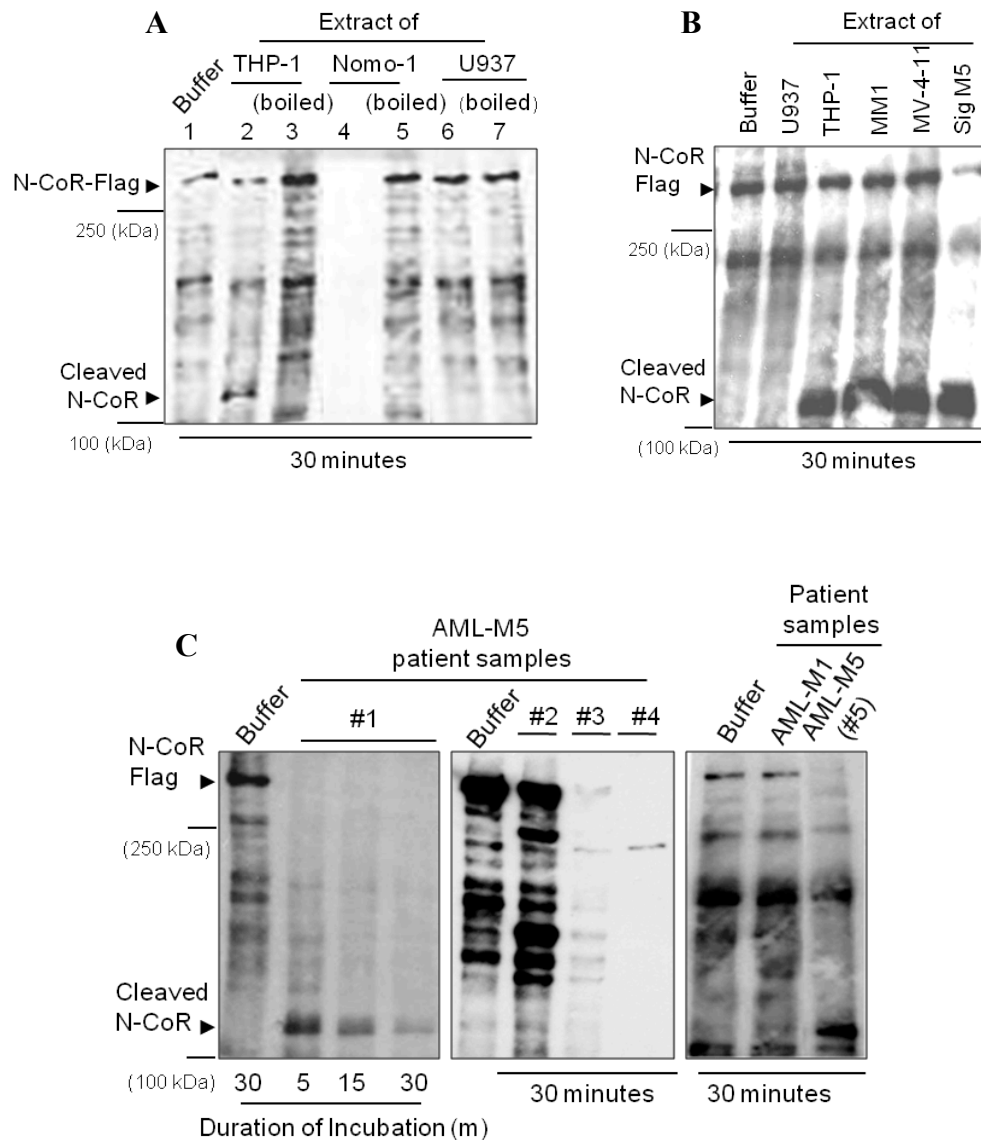 A
Extract of
Buffer
THP-1
Nomo-1
U937
(boiled)
(boiled)
(boiled)
1
2
3
4
5
6
7
N-CoR-Flag
250 (kDa)
Cleaved
N-CoR
100 (kDa)
30 minutes
B
Extract of
Buffer
U937
THP-1
MM1
MV-4-11
Sig M5
N-CoR
Flag
250 (kDa)
Cleaved
N-CoR
(100 kDa)
30 minutes
C
AML-M5
patient samples
Buffer
#1
Buffer
#2
#3
#4
N-CoR
Flag
(250 kDa)
Cleaved
N-CoR
(100 kDa)
30
5
15
30
Duration of Incubation (m)
30 minutes
Patient
samples
Buffer
AML-M1
AML-M5
(#5)
30 minutes